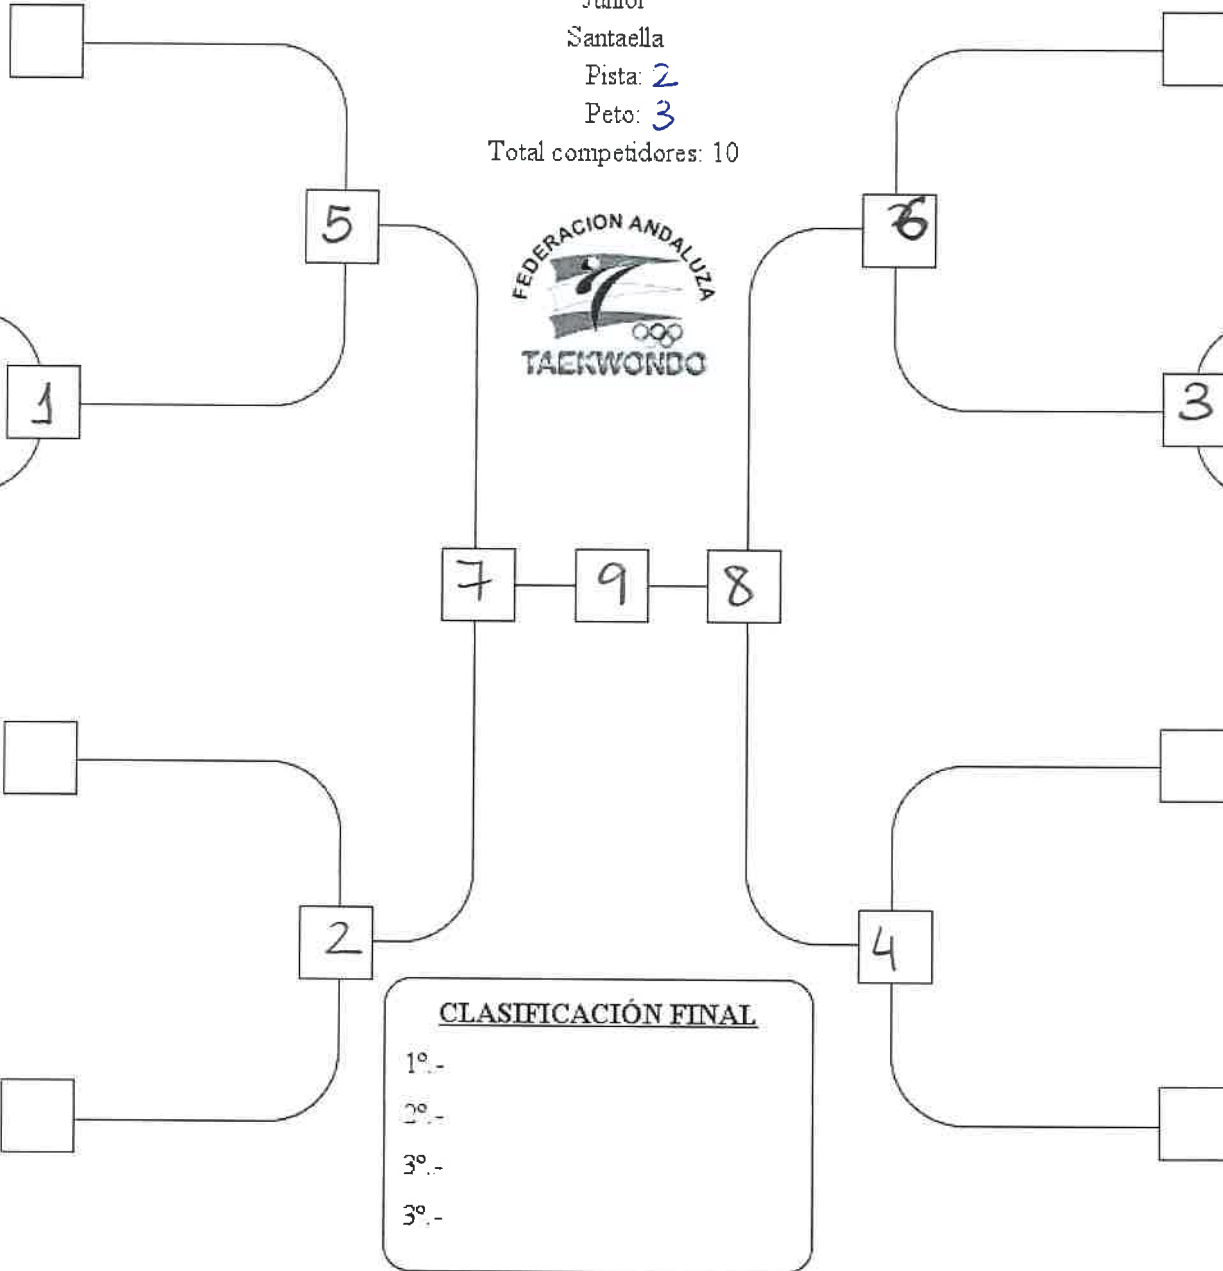 Junior
Santaella
Pista: 2
Peto: 3
Total competidores: 10
FEDERACION ANDALUZA
TAEKWONDO
5
6
1
3
7
9
8
2
4
CLASIFICACIÓN FINAL
1º.-
2º.-
3º.-
3º.-